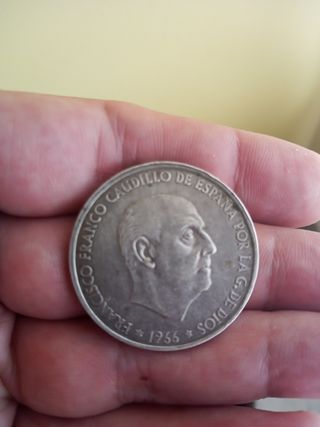 FRANCISCO FRANCO CAUDILLO DE ESPAÑA POR LA G. DE DIOS
* 1966 *